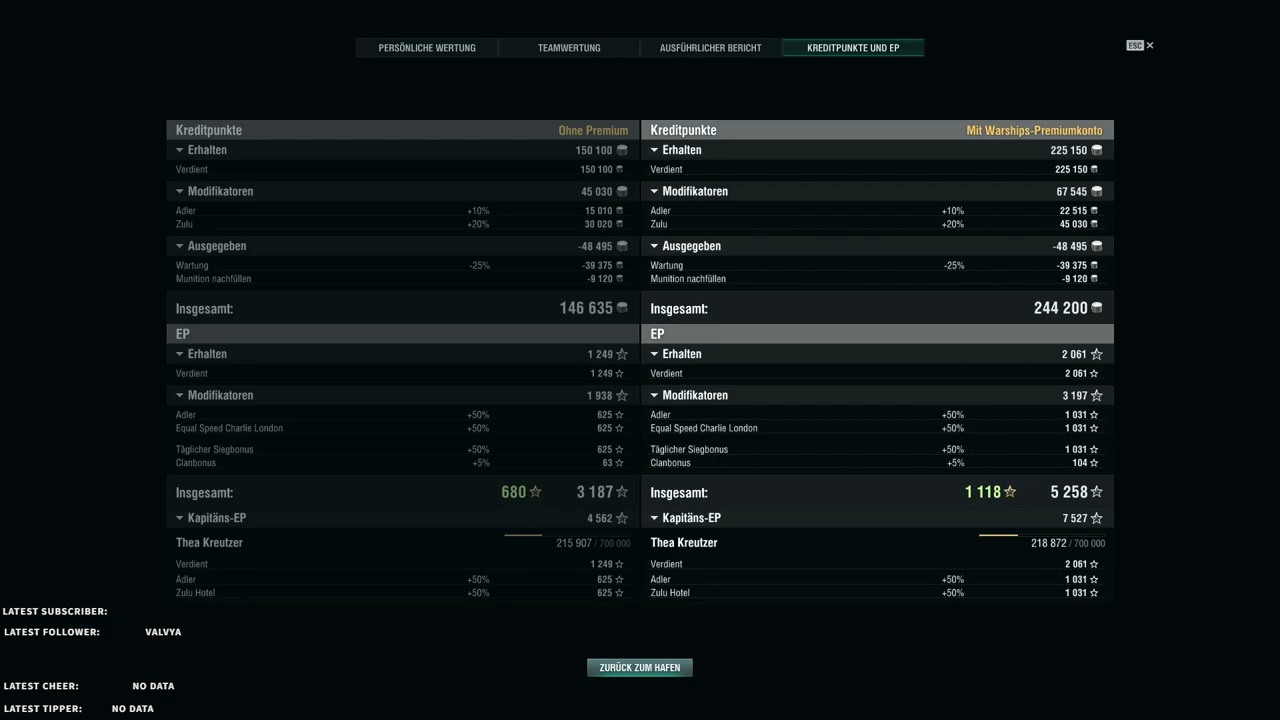 PERSÖNLICHE WERTUNG TEAMWERTUNG AUSFÜHRLICHER BERICHT KREDITPUNKTE UND EP ESC
Kreditpunkte Ohne Premium
Erhalten 150 100
Verdient 150 100
Modifikatoren 45 030
Adler +10% 15 010
Zulu +20% 30 020
Ausgegeben -48 495
Wartung -25% -39 375
Munition nachfüllen -9 120
Insgesamt: 146 635
EP
Erhalten 1 249
Verdient 1 249
Modifikatoren 1 938
Adler +50% 625
Equal Speed Charlie London +50% 625
Täglicher Siegbonus +50% 625
Clanbonus +5% 63
Insgesamt: 680 3 187
Kapitäns-EP 4 562
Thea Kreutzer 215 907 / 700 000
Verdient 1 249
Adler +50% 625
Zulu Hotel +50% 625
Kreditpunkte Mit Warships-Premiumkonto
Erhalten 225 150
Verdient 225 150
Modifikatoren 67 545
Adler +10% 22 515
Zulu +20% 45 030
Ausgegeben -48 495
Wartung -25% -39 375
Munition nachfüllen -9 120
Insgesamt: 244 200
EP
Erhalten 2 061
Verdient 2 061
Modifikatoren 3 197
Adler +50% 1 031
Equal Speed Charlie London +50% 1 031
Täglicher Siegbonus +50% 1 031
Clanbonus +5% 104
Insgesamt: 1 118 5 258
Kapitäns-EP 7 527
Thea Kreutzer 218 872 / 700 000
Verdient 2 061
Adler +50% 1 031
Zulu Hotel +50% 1 031
LATEST SUBSCRIBER:
LATEST FOLLOWER: VALVYA
ZURÜCK ZUM HAFEN
LATEST CHEER: NO DATA
LATEST TIPPER: NO DATA